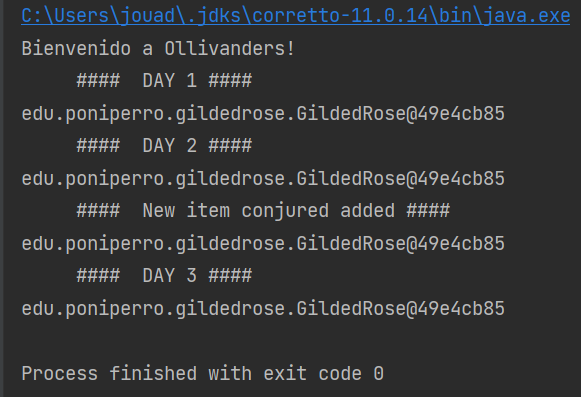 C:\Users\jouad\.jdks\corretto-11.0.14\bin\java.exe
Bienvenido a Ollivanders!
####  DAY 1 ####
edu.poniperro.gildedrose.GildedRose@49e4cb85
####  DAY 2 ####
edu.poniperro.gildedrose.GildedRose@49e4cb85
####  New item conjured added ####
edu.poniperro.gildedrose.GildedRose@49e4cb85
####  DAY 3 ####
edu.poniperro.gildedrose.GildedRose@49e4cb85
Process finished with exit code 0